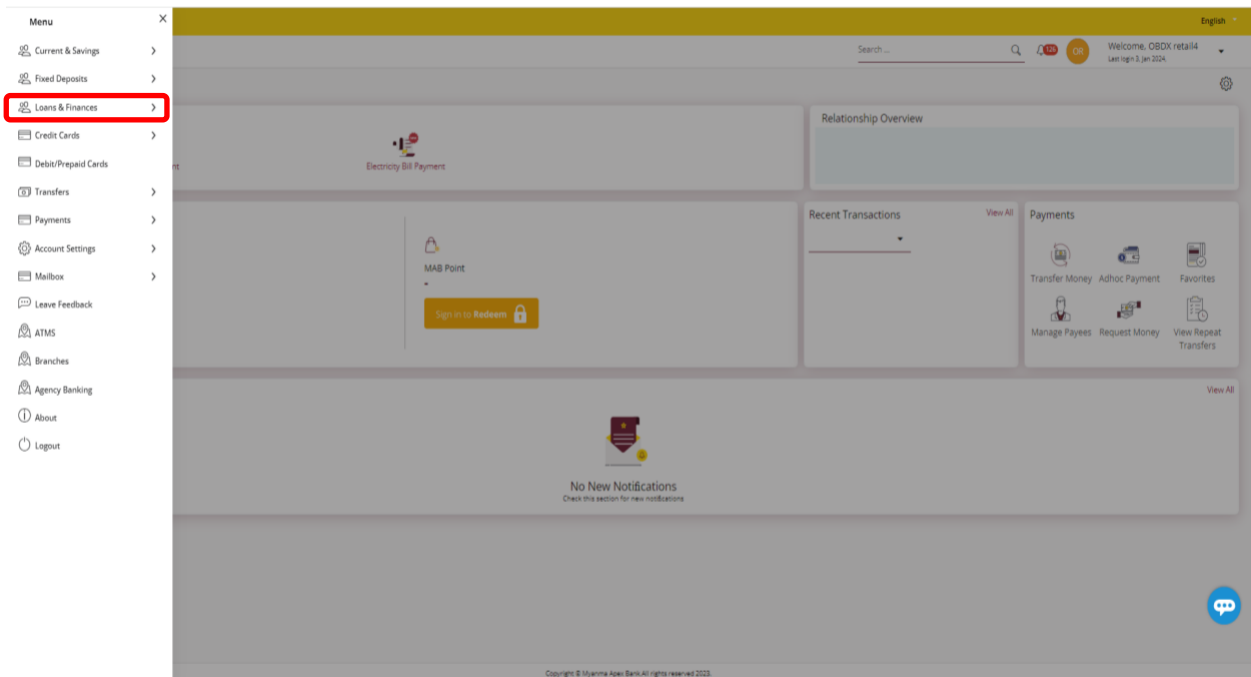 Menu
Current & Savings
Fixed Deposits
Loans & Finances
Credit Cards
Debit/Prepaid Cards
Transfers
Payments
Account Settings
Mailbox
Leave Feedback
ATMS
Branches
Agency Banking
About
Logout
English
Search ...
125
OR
Welcome, OBDX retail4
Last login 3, Jan 2024,
nt
Electricity Bill Payment
Relationship Overview
MAB Point
-
Sign in to Redeem
Recent Transactions
View All
Payments
Transfer Money
Adhoc Payment
Favorites
Manage Payees
Request Money
View Repeat
Transfers
View All
No New Notifications
Check this section for new notifications
Copyright © Myanma Apex Bank.All rights reserved 2023.